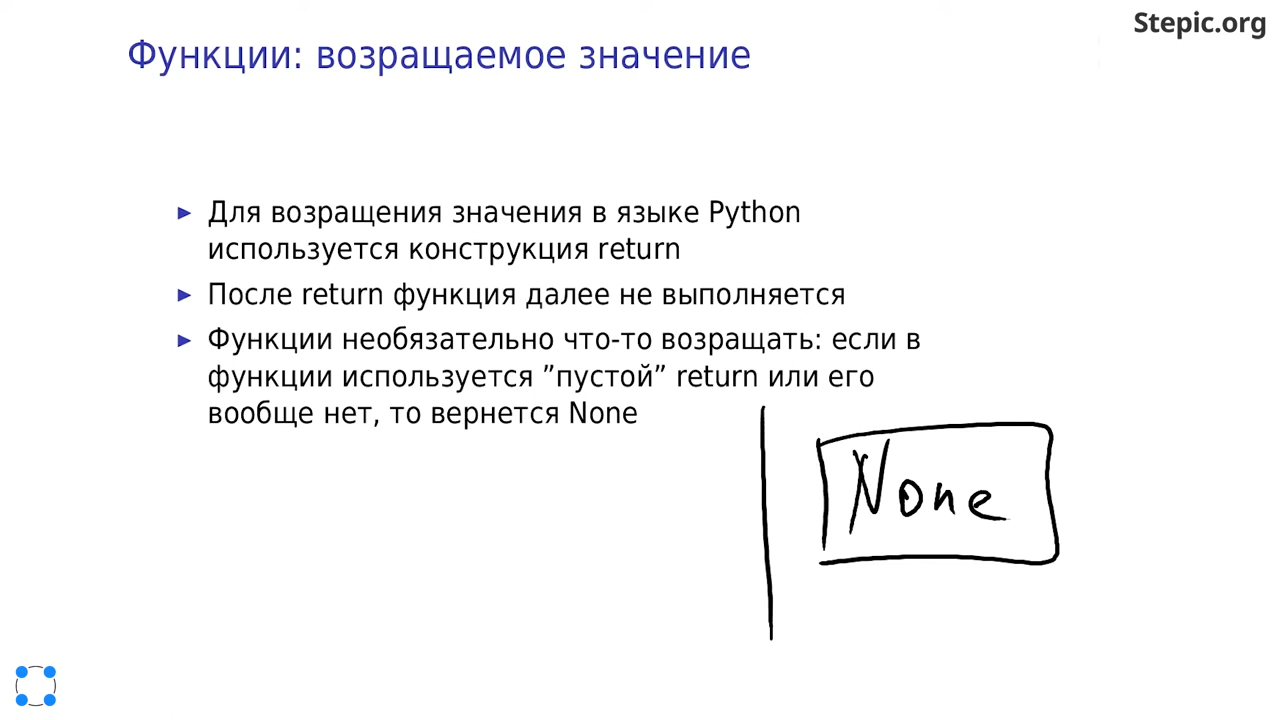 Stepic.org
Функции: возращаемое значение
▶ Для возращения значения в языке Python
используется конструкция return
▶ После return функция далее не выполняется
▶ Функции необязательно что-то возращать: если в
функции используется ”пустой” return или его
вообще нет, то вернется None
None